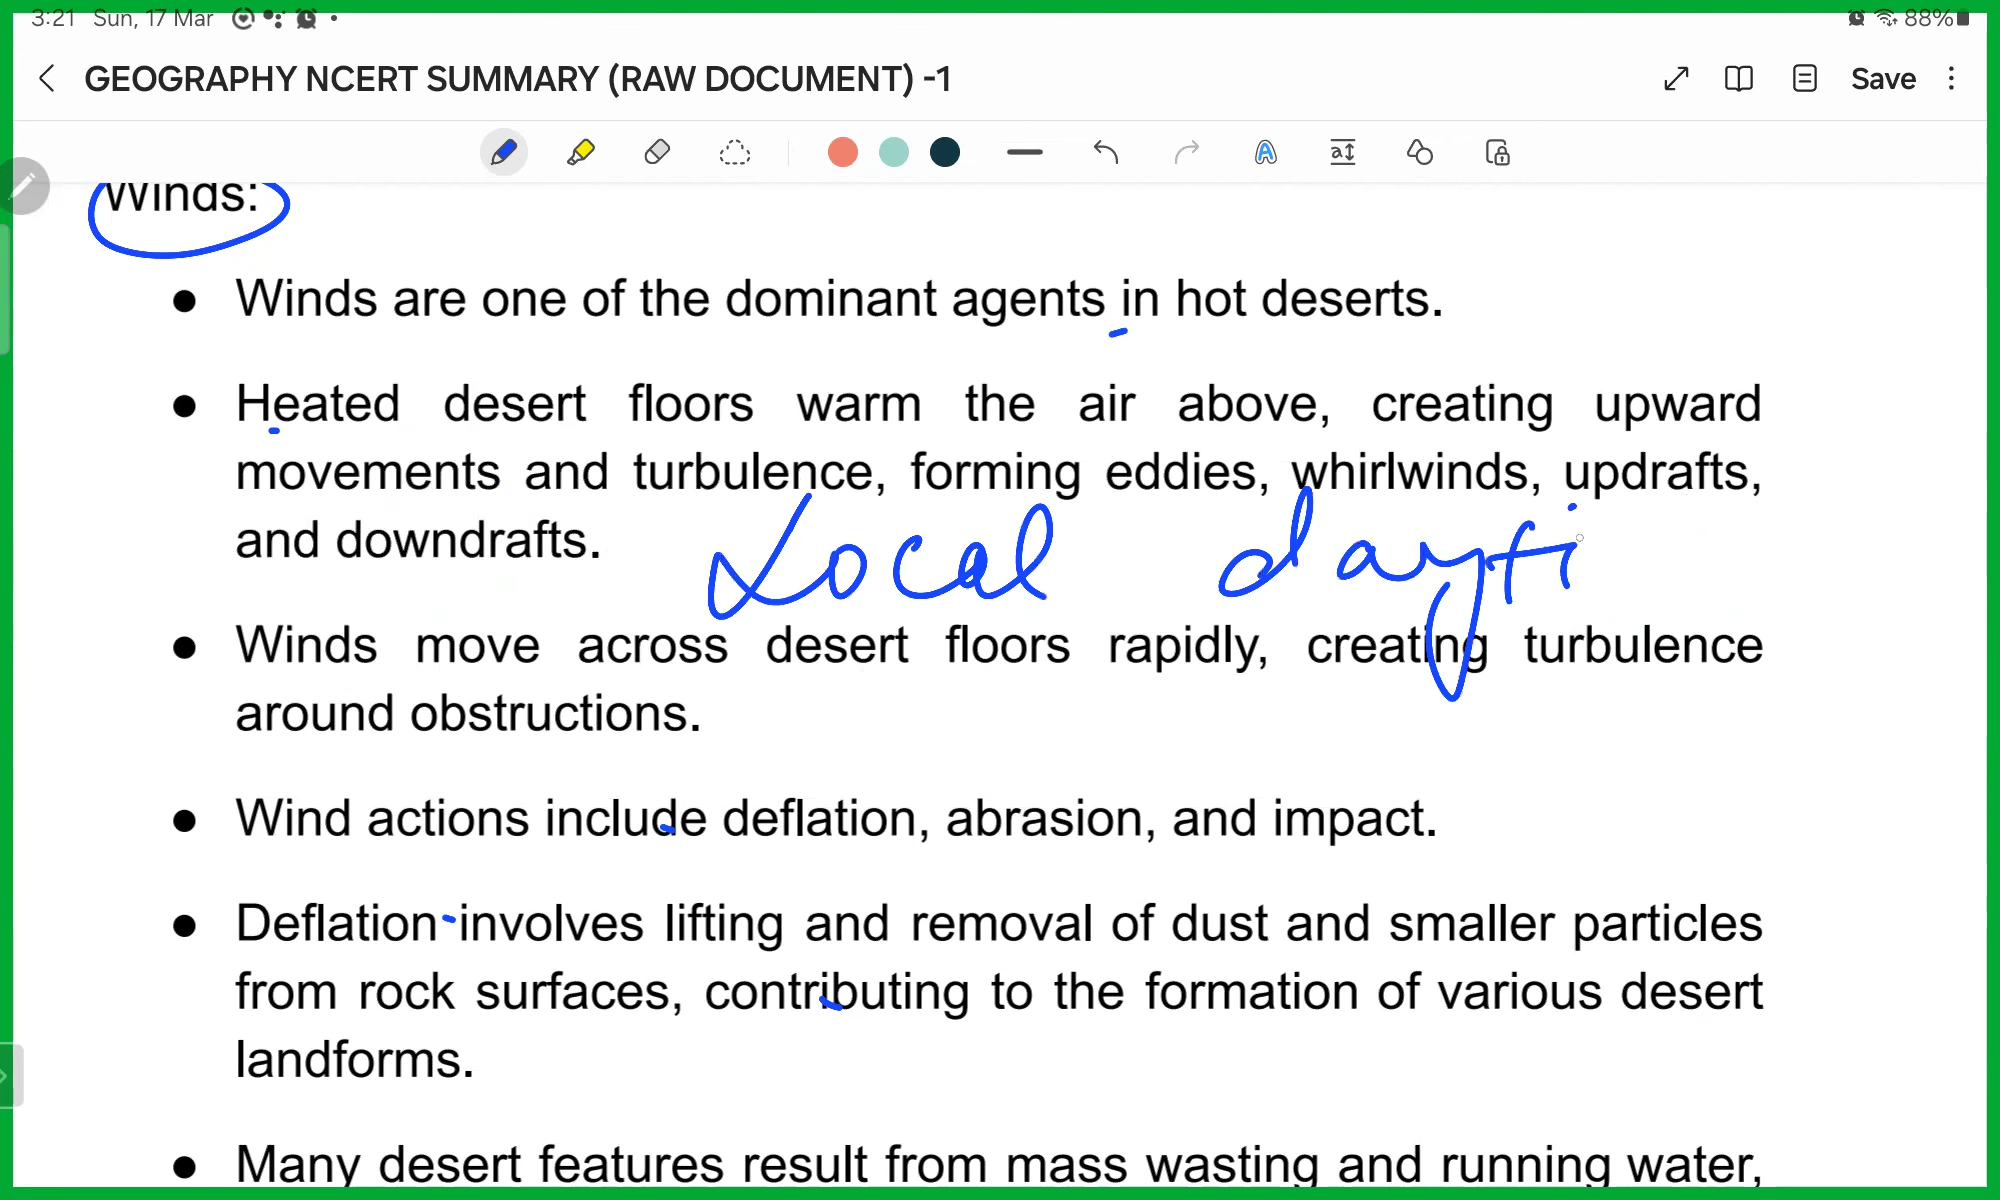 3:21 Sun, 17 Mar 88%
GEOGRAPHY NCERT SUMMARY (RAW DOCUMENT) -1 Save
Winds:
● Winds are one of the dominant agents in hot deserts.
● Heated desert floors warm the air above, creating upward
movements and turbulence, forming eddies, whirlwinds, updrafts,
and downdrafts.
Local dayti
● Winds move across desert floors rapidly, creating turbulence
around obstructions.
● Wind actions include deflation, abrasion, and impact.
● Deflation involves lifting and removal of dust and smaller particles
from rock surfaces, contributing to the formation of various desert
landforms.
● Many desert features result from mass wasting and running water,